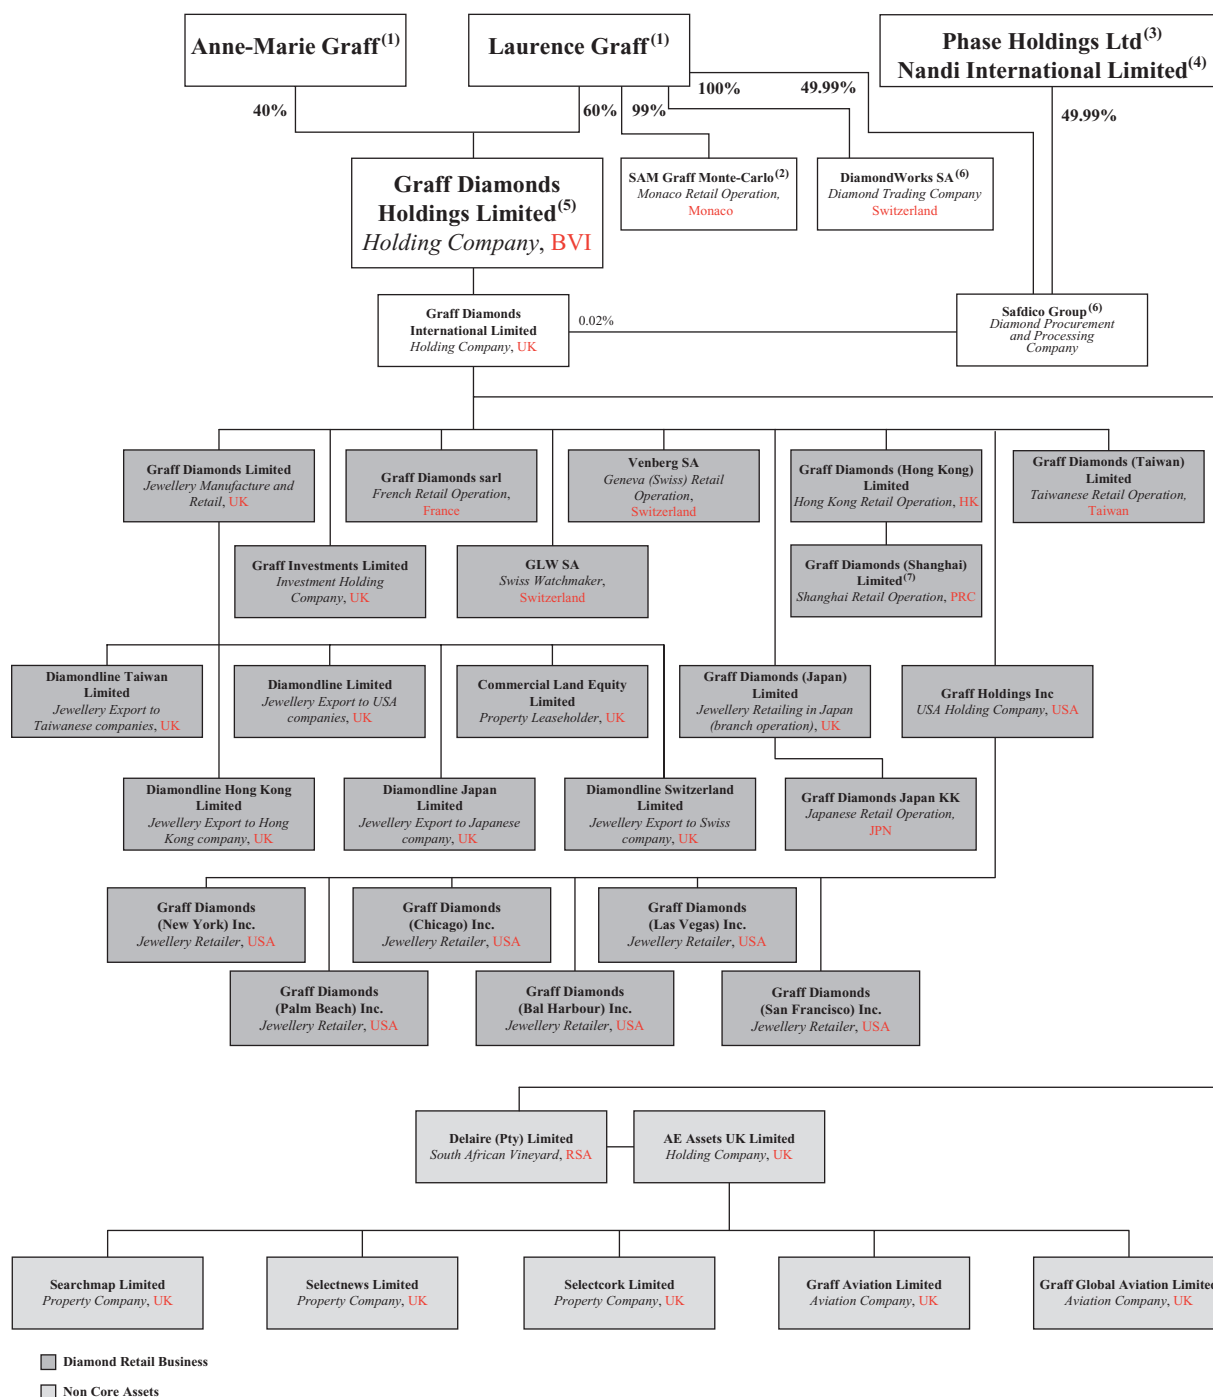 Anne-Marie Graff(1)
Laurence Graff(1)
Phase Holdings Ltd(3)
Nandi International Limited(4)
40%
60%
99%
100%
49.99%
49.99%
Graff Diamonds
Holdings Limited(5)
Holding Company, BVI
SAM Graff Monte-Carlo(2)
Monaco Retail Operation,
Monaco
DiamondWorks SA(6)
Diamond Trading Company
Switzerland
Graff Diamonds
International Limited
Holding Company, UK
0.02%
Safdico Group(6)
Diamond Procurement
and Processing
Company
Graff Diamonds Limited
Jewellery Manufacture and
Retail, UK
Graff Diamonds sarl
French Retail Operation,
France
Venberg SA
Geneva (Swiss) Retail
Operation,
Switzerland
Graff Diamonds (Hong Kong)
Limited
Hong Kong Retail Operation, HK
Graff Diamonds (Taiwan)
Limited
Taiwanese Retail Operation,
Taiwan
Graff Investments Limited
Investment Holding
Company, UK
GLW SA
Swiss Watchmaker,
Switzerland
Graff Diamonds (Shanghai)
Limited(7)
Shanghai Retail Operation, PRC
Diamondline Taiwan
Limited
Jewellery Export to
Taiwanese companies, UK
Diamondline Limited
Jewellery Export to USA
companies, UK
Commercial Land Equity
Limited
Property Leaseholder, UK
Graff Diamonds (Japan)
Limited
Jewellery Retailing in Japan
(branch operation), UK
Graff Holdings Inc
USA Holding Company, USA
Diamondline Hong Kong
Limited
Jewellery Export to Hong
Kong company, UK
Diamondline Japan
Limited
Jewellery Export to Japanese
company, UK
Diamondline Switzerland
Limited
Jewellery Export to Swiss
company, UK
Graff Diamonds Japan KK
Japanese Retail Operation,
JPN
Graff Diamonds
(New York) Inc.
Jewellery Retailer, USA
Graff Diamonds
(Chicago) Inc.
Jewellery Retailer, USA
Graff Diamonds
(Las Vegas) Inc.
Jewellery Retailer, USA
Graff Diamonds
(Palm Beach) Inc.
Jewellery Retailer, USA
Graff Diamonds
(Bal Harbour) Inc.
Jewellery Retailer, USA
Graff Diamonds
(San Francisco) Inc.
Jewellery Retailer, USA
Delaire (Pty) Limited
South African Vineyard, RSA
AE Assets UK Limited
Holding Company, UK
Searchmap Limited
Property Company, UK
Selectnews Limited
Property Company, UK
Selectcork Limited
Property Company, UK
Graff Aviation Limited
Aviation Company, UK
Graff Global Aviation Limited
Aviation Company, UK
Diamond Retail Business
Non Core Assets